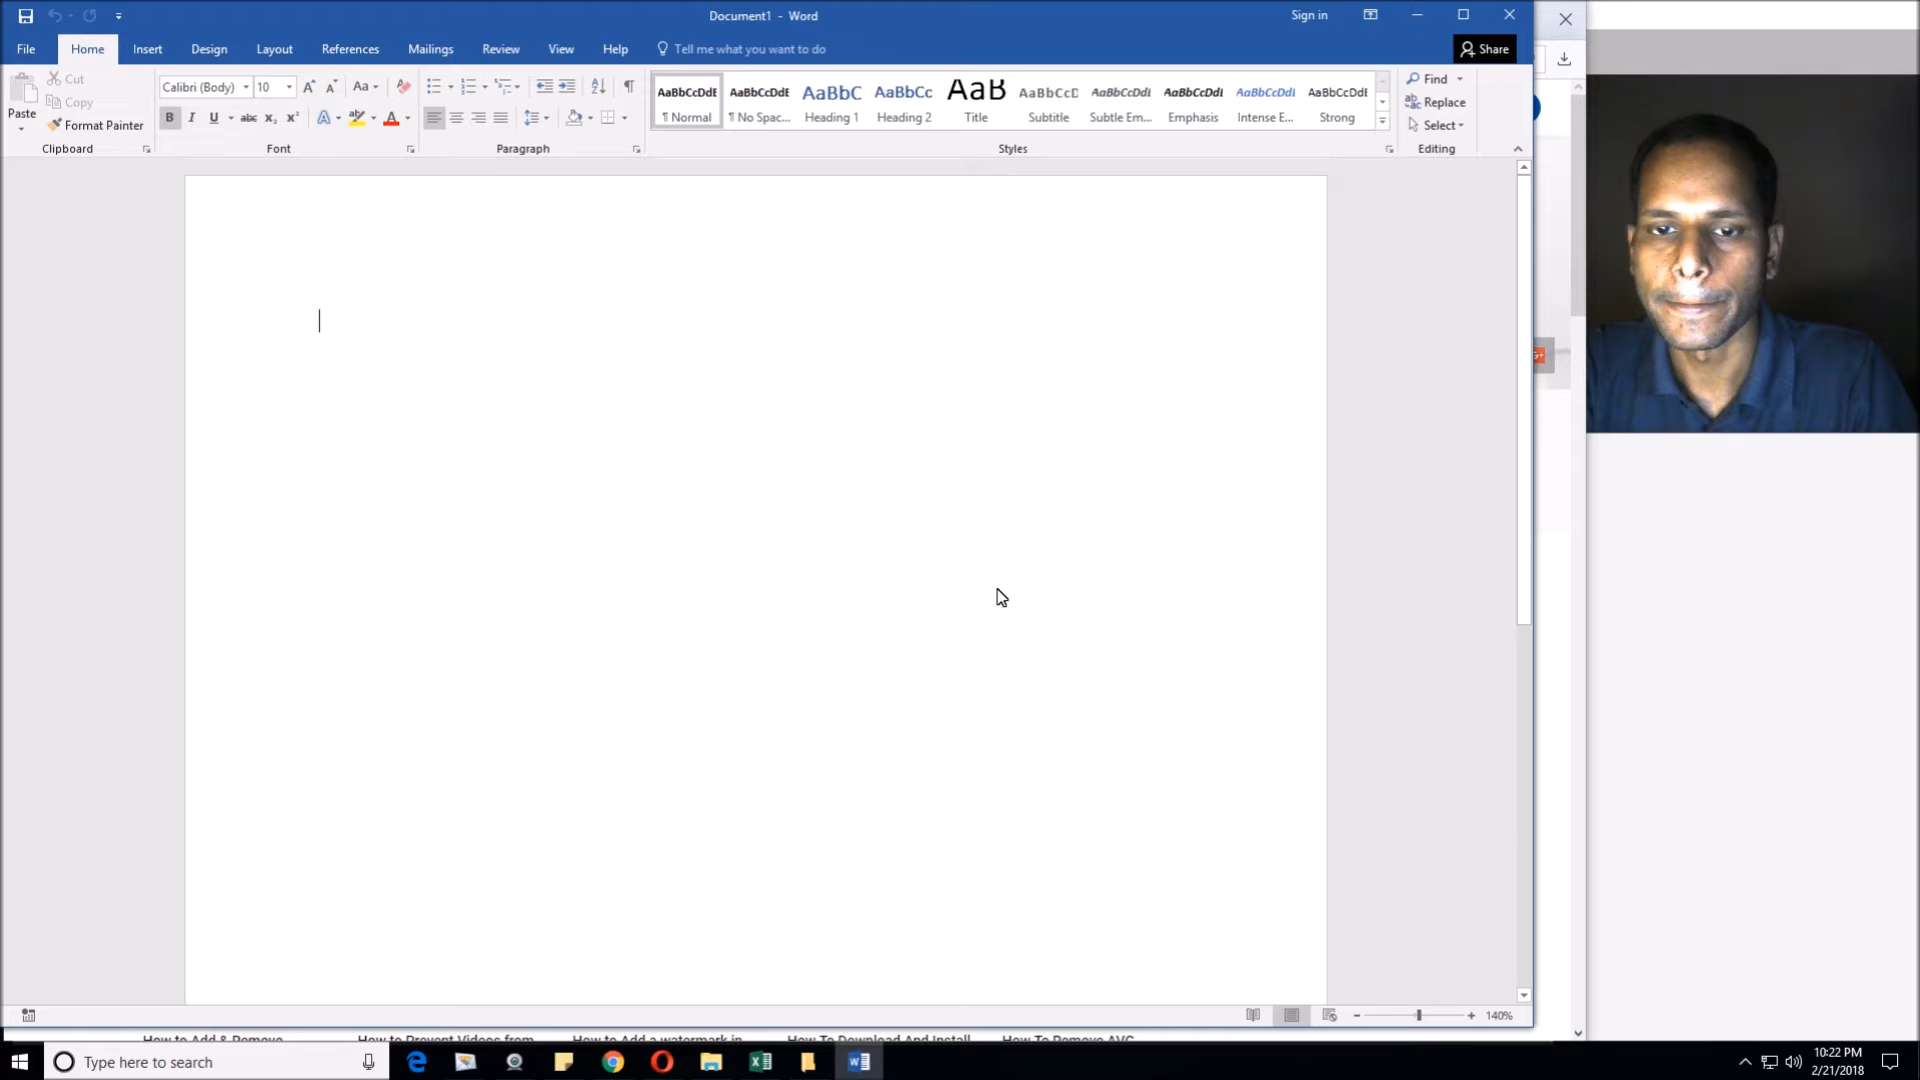 Document1 - Word
Sign in
File Home Insert Design Layout References Mailings Review View Help Tell me what you want to do
Share
Paste
Cut
Copy
Format Painter
Clipboard
Calibri (Body) 10
Font
Paragraph
AaBbCcDdE AaBbCcDdE AaBbC AaBbCc AaB AaBbCcD AaBbCcDdI AaBbCcDdI AaBbCcDdI AaBbCcDdE
¶ Normal ¶ No Spac... Heading 1 Heading 2 Title Subtitle Subtle Em... Emphasis Intense E... Strong
Styles
Find
Replace
Select
Editing
140%
Type here to search
10:22 PM
2/21/2018